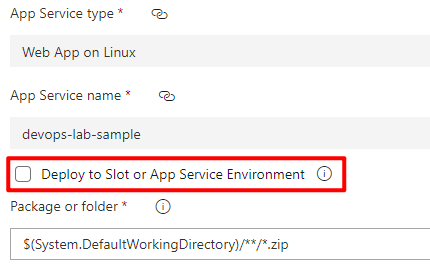 App Service type *
Web App on Linux
App Service name *
devops-lab-sample
Deploy to Slot or App Service Environment
Package or folder *
$(System.DefaultWorkingDirectory)/**/*.zip